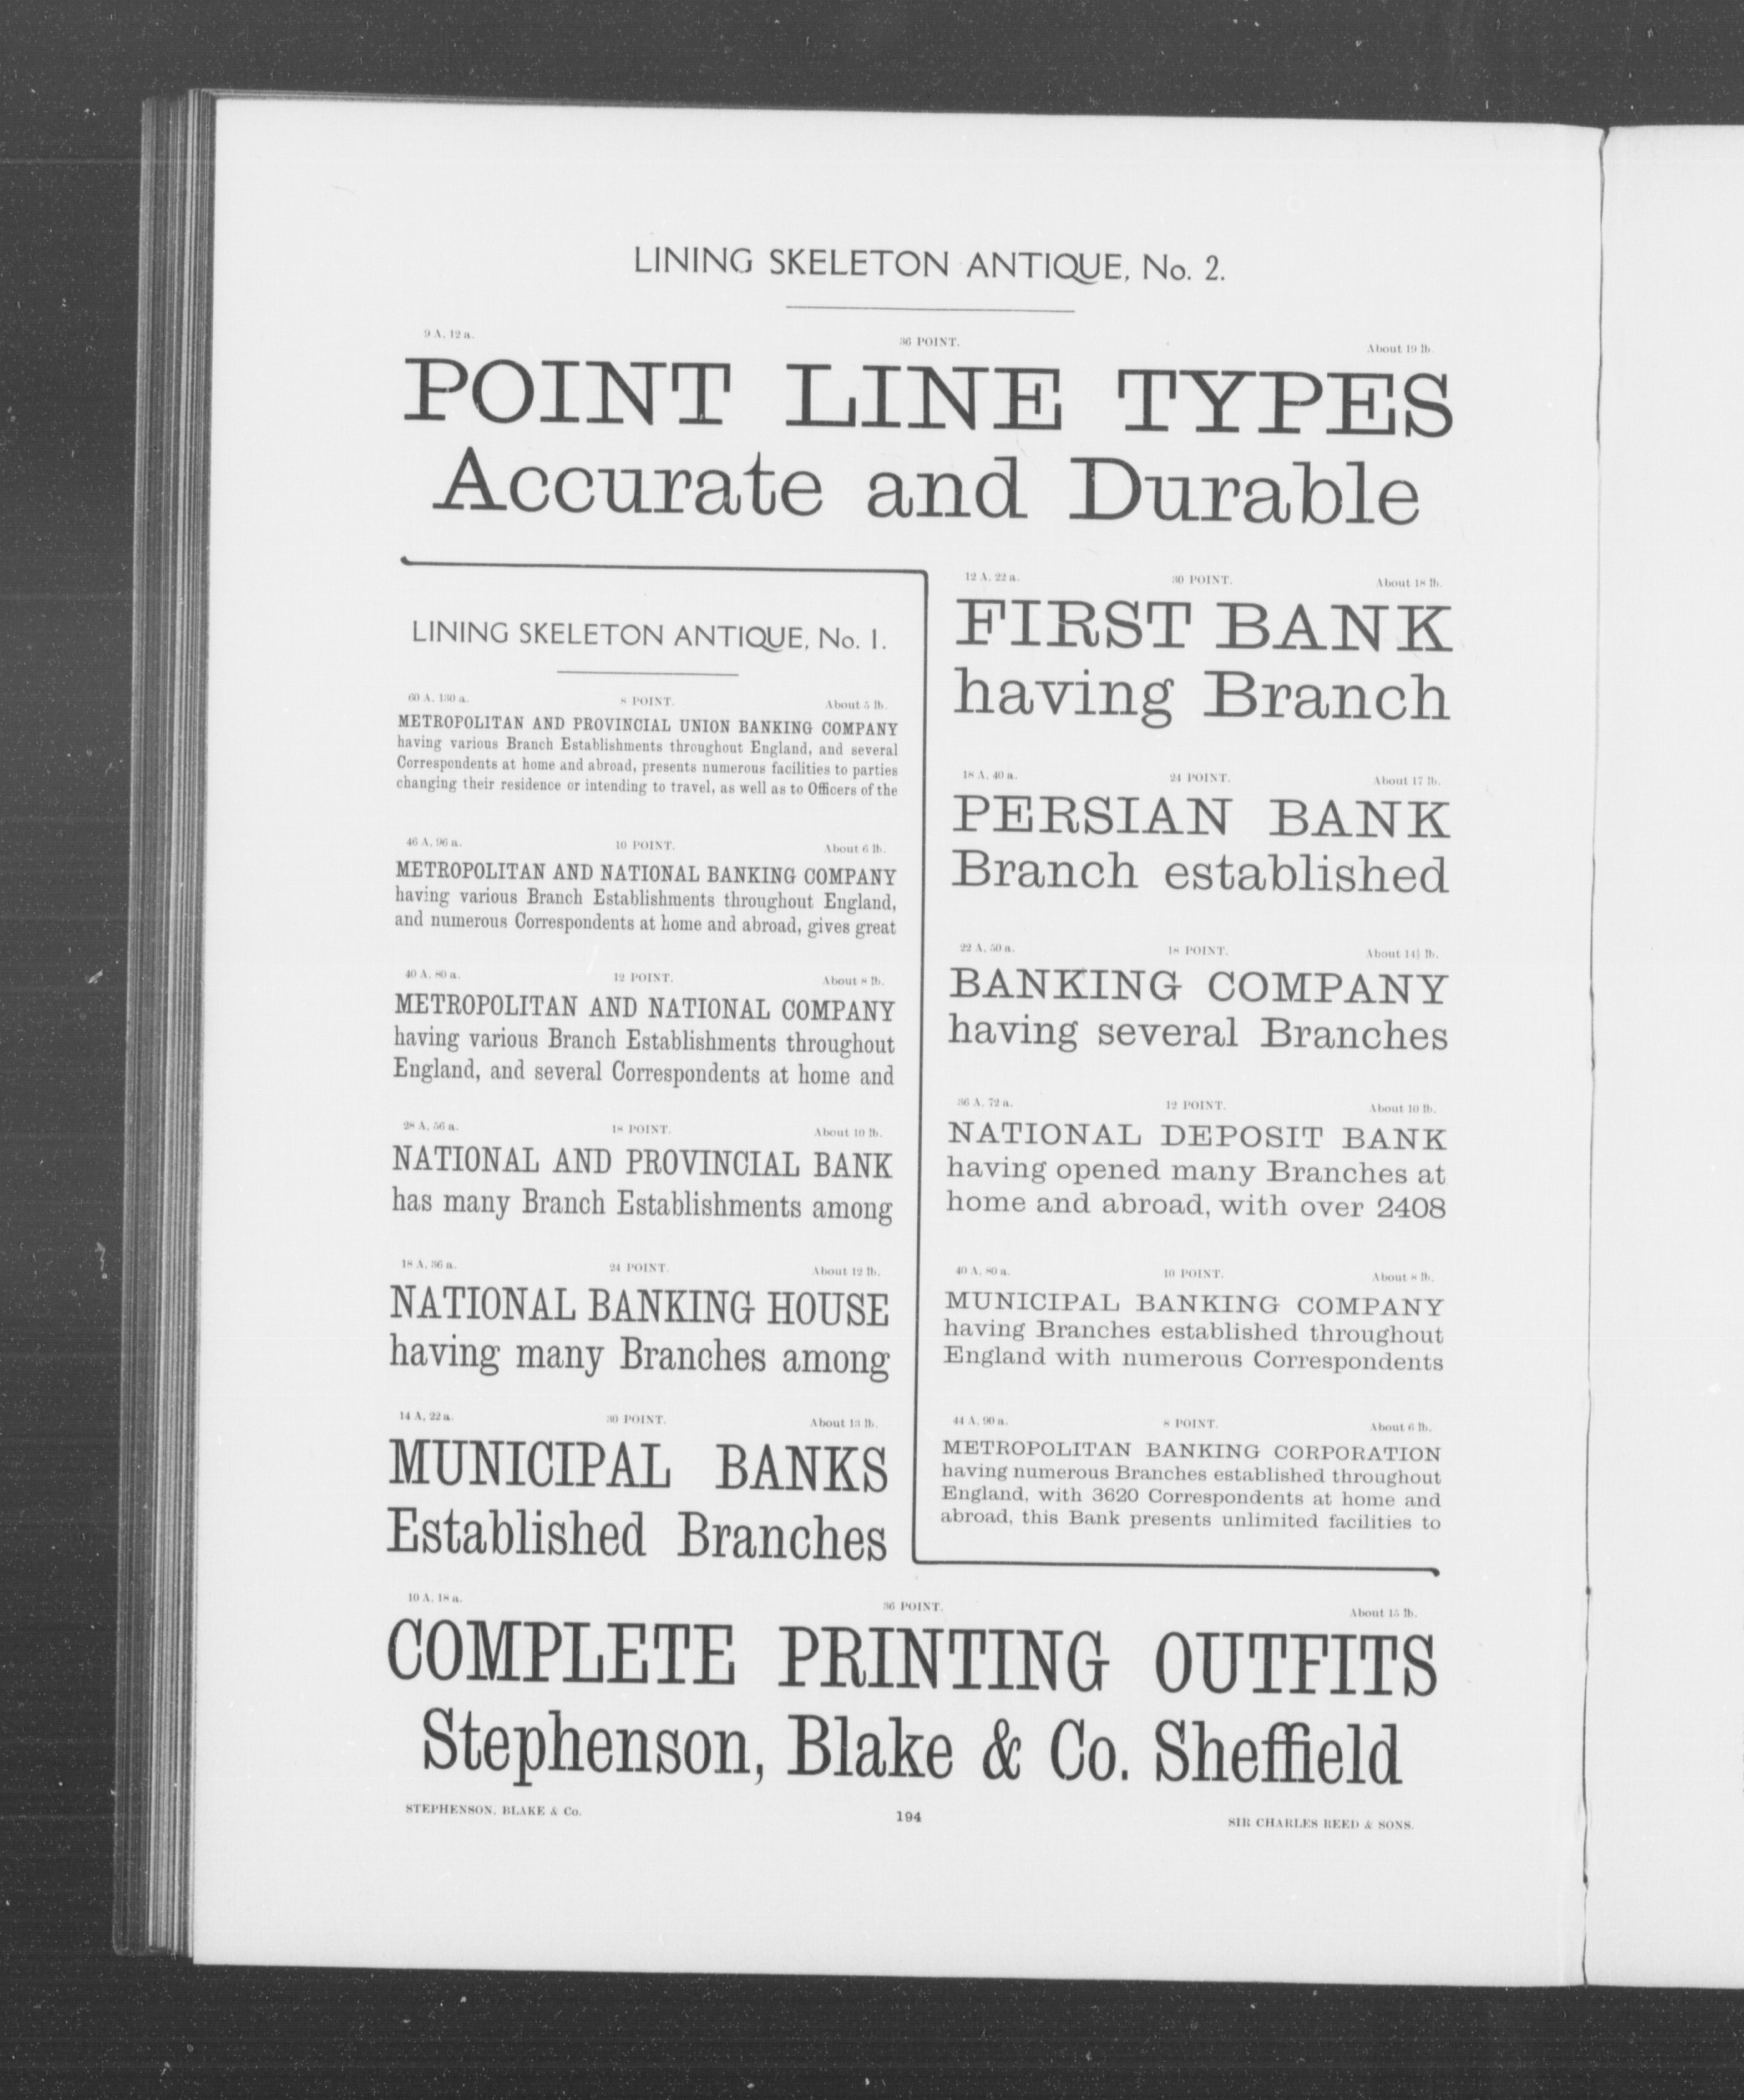 LINING SKELETON ANTIQUE, No. 2.
9 A, 12 a. 36 POINT. About 19 lb.
POINT LINE TYPES
Accurate and Durable
LINING SKELETON ANTIQUE, No. 1.
60 A, 130 a. 8 POINT. About 5 lb.
METROPOLITAN AND PROVINCIAL UNION BANKING COMPANY
having various Branch Establishments throughout England, and several
Correspondents at home and abroad, presents numerous facilities to parties
changing their residence or intending to travel, as well as to Officers of the
46 A, 96 a. 10 POINT. About 6 lb.
METROPOLITAN AND NATIONAL BANKING COMPANY
having various Branch Establishments throughout England,
and numerous Correspondents at home and abroad, gives great
40 A, 80 a. 12 POINT. About 8 lb.
METROPOLITAN AND NATIONAL COMPANY
having various Branch Establishments throughout
England, and several Correspondents at home and
28 A, 56 a. 18 POINT. About 10 lb.
NATIONAL AND PROVINCIAL BANK
has many Branch Establishments among
18 A, 36 a. 24 POINT. About 12 lb.
NATIONAL BANKING HOUSE
having many Branches among
14 A, 22 a. 30 POINT. About 13 lb.
MUNICIPAL BANKS
Established Branches
12 A, 22 a. 30 POINT. About 18 lb.
FIRST BANK
having Branch
18 A, 40 a. 24 POINT. About 17 lb.
PERSIAN BANK
Branch established
22 A, 50 a. 18 POINT. About lb.
BANKING COMPANY
having several Branches
36 A, 72 a. 12 POINT. About 10 lb.
NATIONAL DEPOSIT BANK
having opened many Branches at
home and abroad, with over 2408
40 A, 80 a. 10 POINT. About 8 lb.
MUNICIPAL BANKING COMPANY
having Branches established throughout
England with numerous Correspondents
44 A, 90 a. 8 POINT. About 6 lb.
METROPOLITAN BANKING CORPORATION
having numerous Branches established throughout
England, with 3620 Correspondents at home and
abroad, this Bank presents unlimited facilities to
10 A, 18 a. 36 POINT. About 15 lb.
COMPLETE PRINTING OUTFITS
Stephenson, Blake & Co. Sheffield
STEPHENSON, BLAKE & Co. 194 SIR CHARLES REED & SONS.